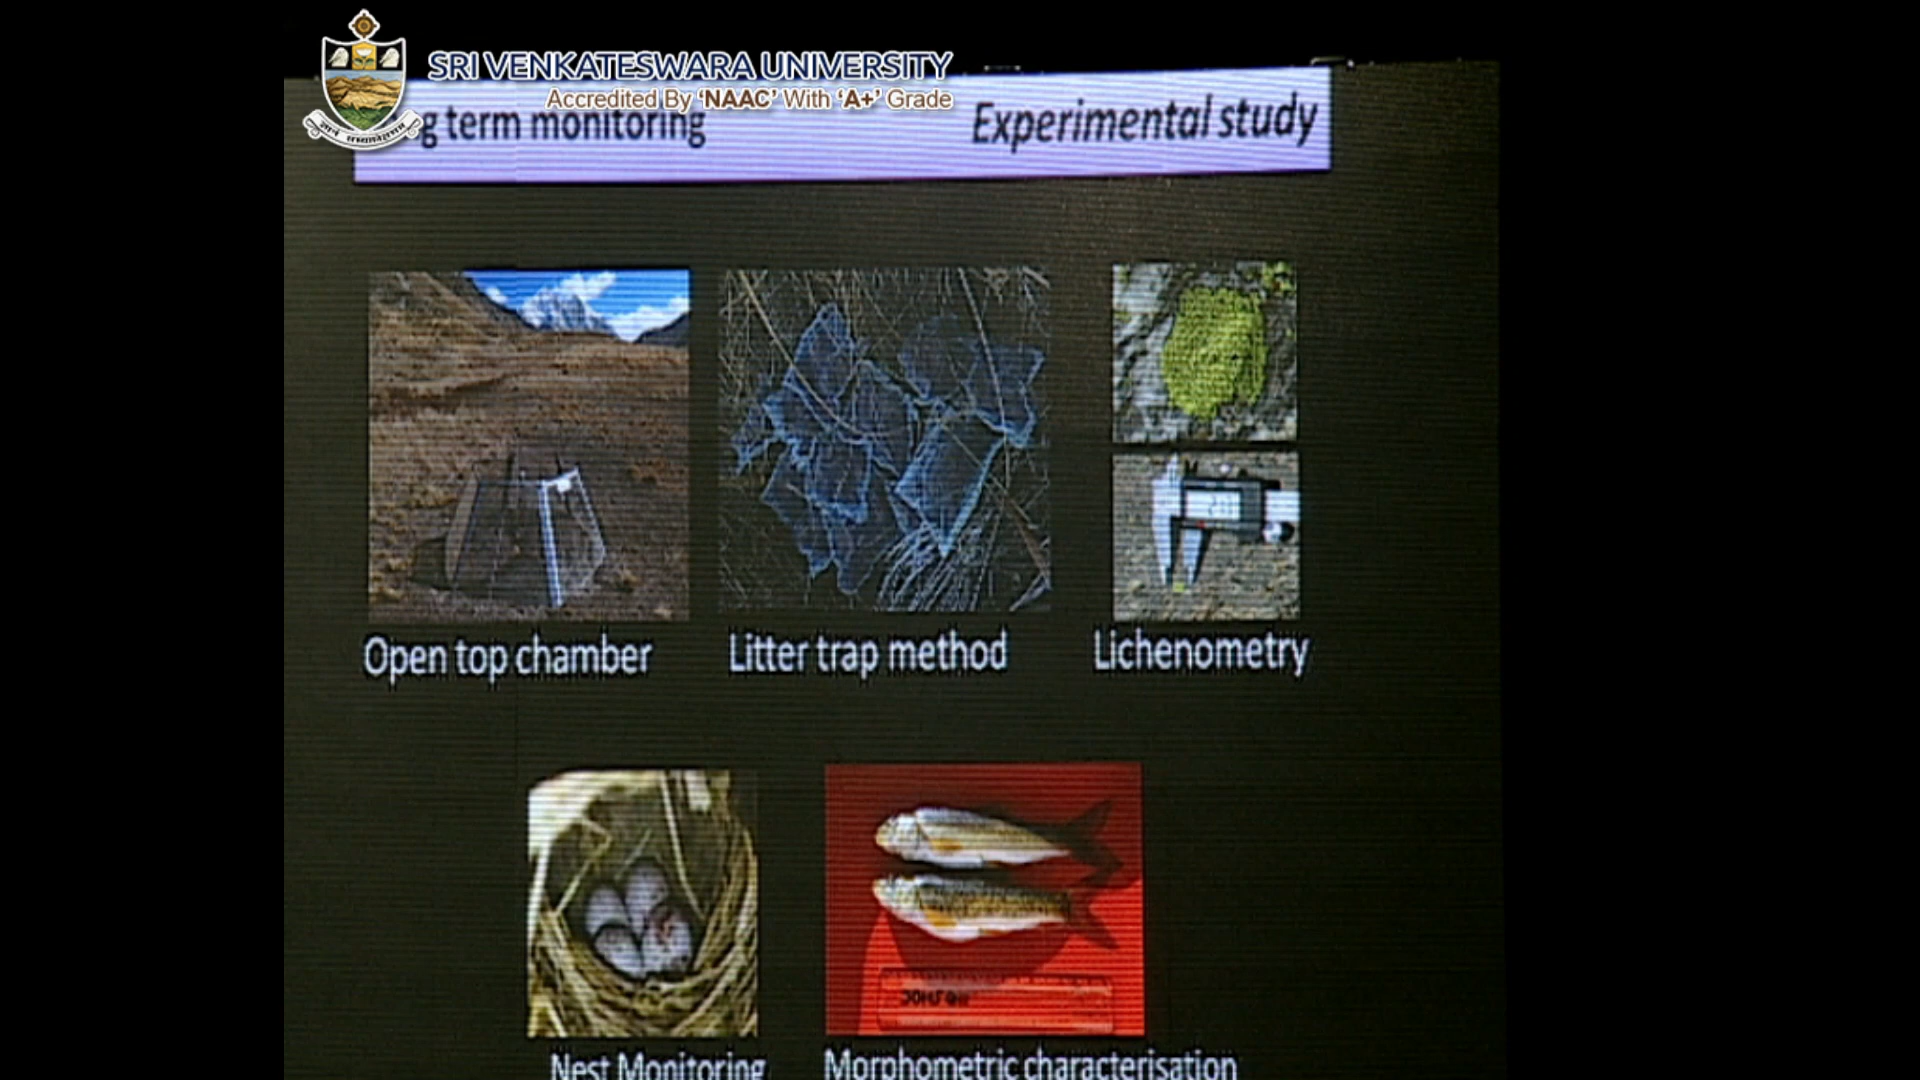 SRI VENKATESWARA UNIVERSITY
Accredited By ‘NAAC’ With ‘A+’ Grade
g term monitoring
Experimental study
Open top chamber
Litter trap method
Lichenometry
Nest Monitoring
Morphometric characterisation